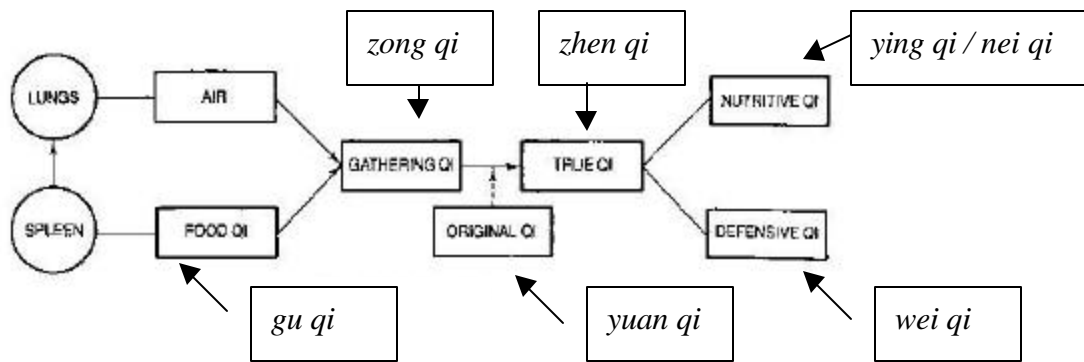 zong qi
zhen qi
ying qi / nei qi
LUNGS
AIR
NUTRITIVE QI
GATHERING QI
TRUE QI
SPLEEN
FOOD QI
ORIGINAL QI
DEFENSIVE QI
gu qi
yuan qi
wei qi